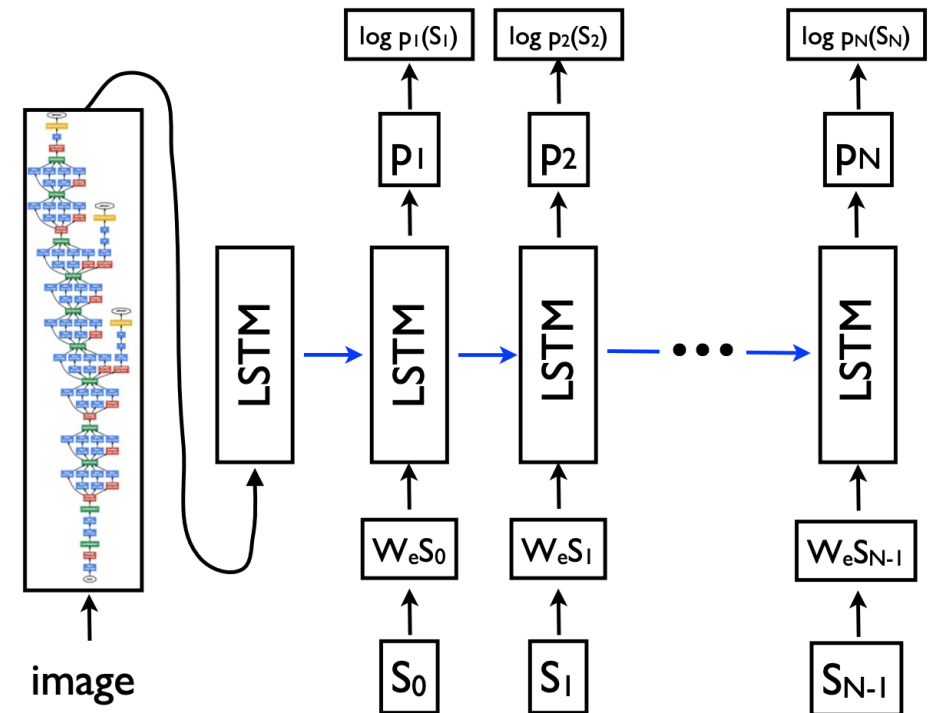 log p₁(S₁) log p₂(S₂) log pN(SN)
p₁ p₂ pN
LSTM LSTM LSTM LSTM
WₑS₀ WₑS₁ WₑSN-1
image S₀ S₁ SN-1